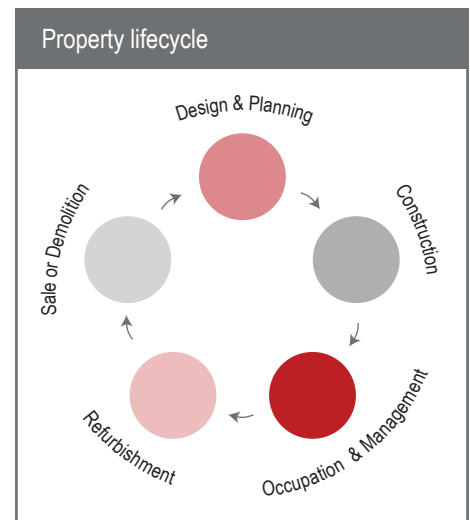 Property lifecycle
Design & Planning
Construction
Occupation & Management
Refurbishment
Sale or Demolition